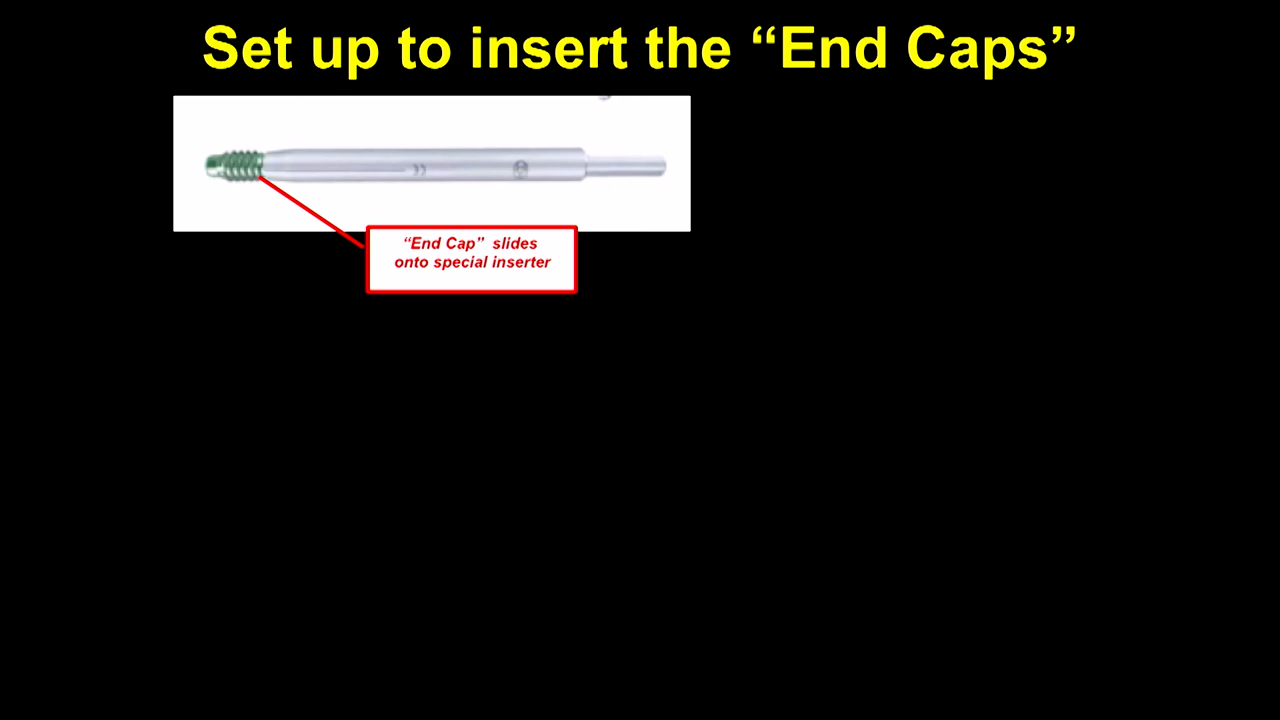 Set up to insert the “End Caps”
“End Cap” slides
onto special inserter